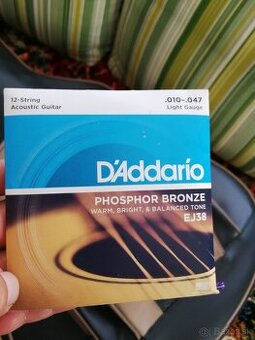 12-String
Acoustic Guitar
.010-.047
Light Gauge
D'Addario
PHOSPHOR BRONZE
WARM, BRIGHT, & BALANCED TONE
EJ38